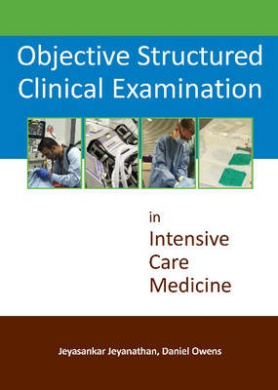 Objective Structured
Clinical Examination
in
Intensive
Care
Medicine
Jeyasankar Jeyanathan, Daniel Owens